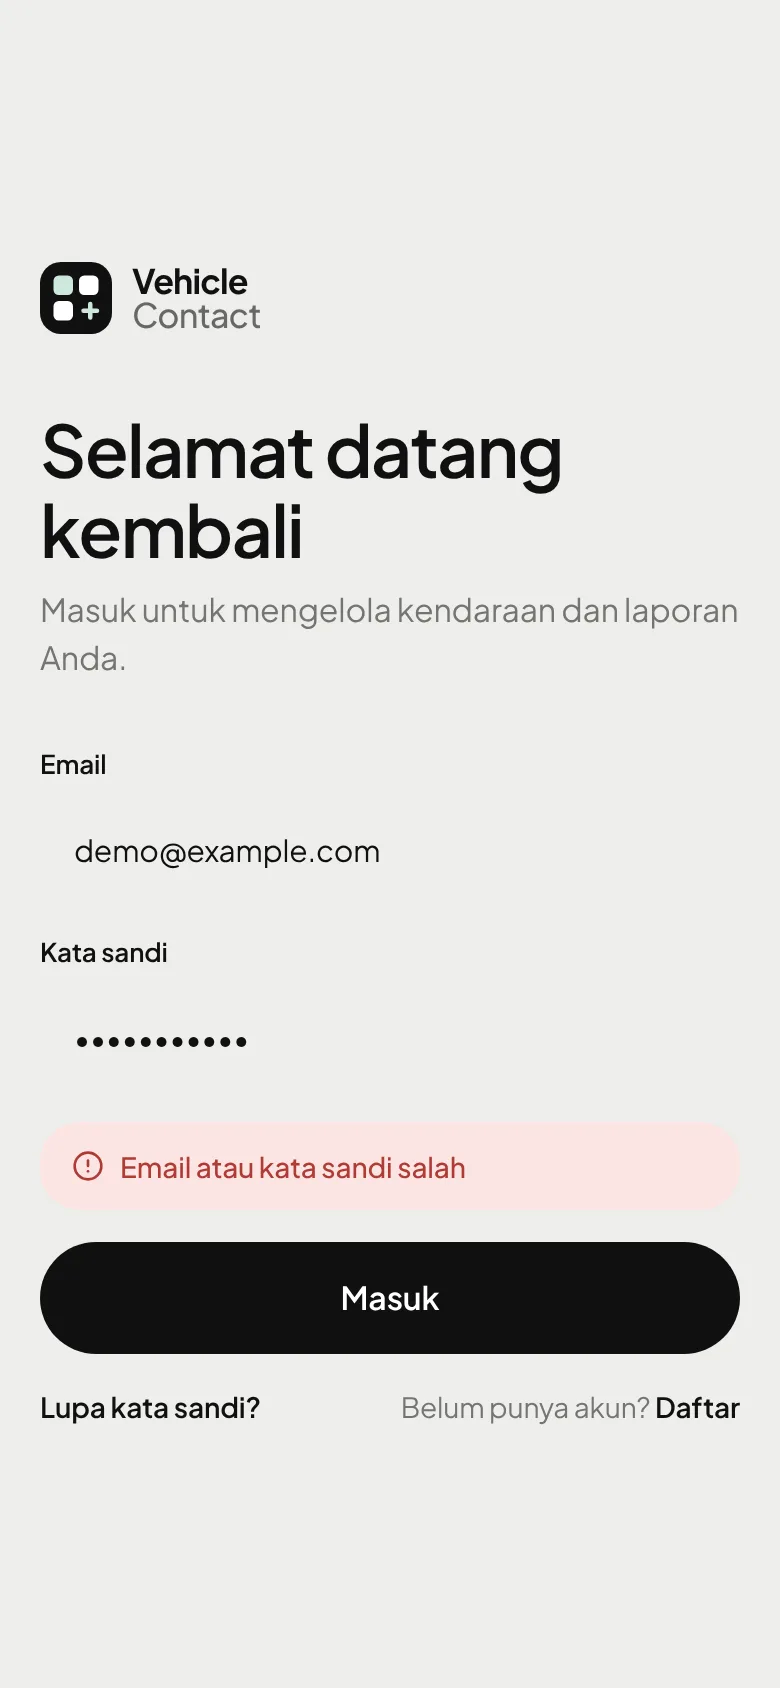 Vehicle
Contact
Selamat datang
kembali
Masuk untuk mengelola kendaraan dan laporan
Anda.
Email
demo@example.com
Kata sandi
•••••••••••
Email atau kata sandi salah
Masuk
Lupa kata sandi? Belum punya akun? Daftar